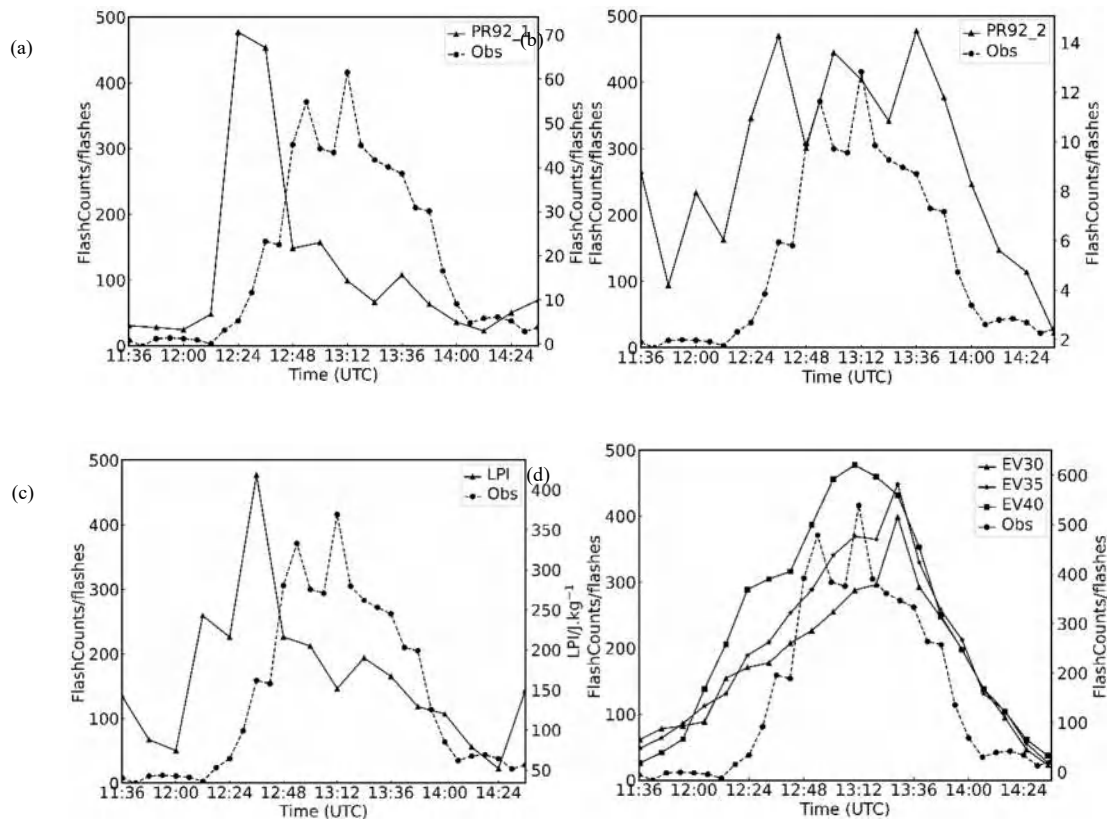 (a)
500
400
300
200
100
0
FlashCounts/flashes
PR92_1
Obs
70
60
50
40
30
20
10
0
FlashCounts/flashes
11:36 12:00 12:24 12:48 13:12 13:36 14:00 14:24
Time (UTC)
(b)
500
400
300
200
100
0
FlashCounts/flashes
PR92_2
Obs
14
12
10
8
6
4
2
FlashCounts/flashes
11:36 12:00 12:24 12:48 13:12 13:36 14:00 14:24
Time (UTC)
(c)
500
400
300
200
100
0
FlashCounts/flashes
LPI
Obs
400
350
300
250
200
150
100
50
LPI/J.kg⁻¹
11:36 12:00 12:24 12:48 13:12 13:36 14:00 14:24
Time (UTC)
(d)
500
400
300
200
100
0
FlashCounts/flashes
EV30
EV35
EV40
Obs
600
500
400
300
200
100
0
FlashCounts/flashes
11:36 12:00 12:24 12:48 13:12 13:36 14:00 14:24
Time (UTC)